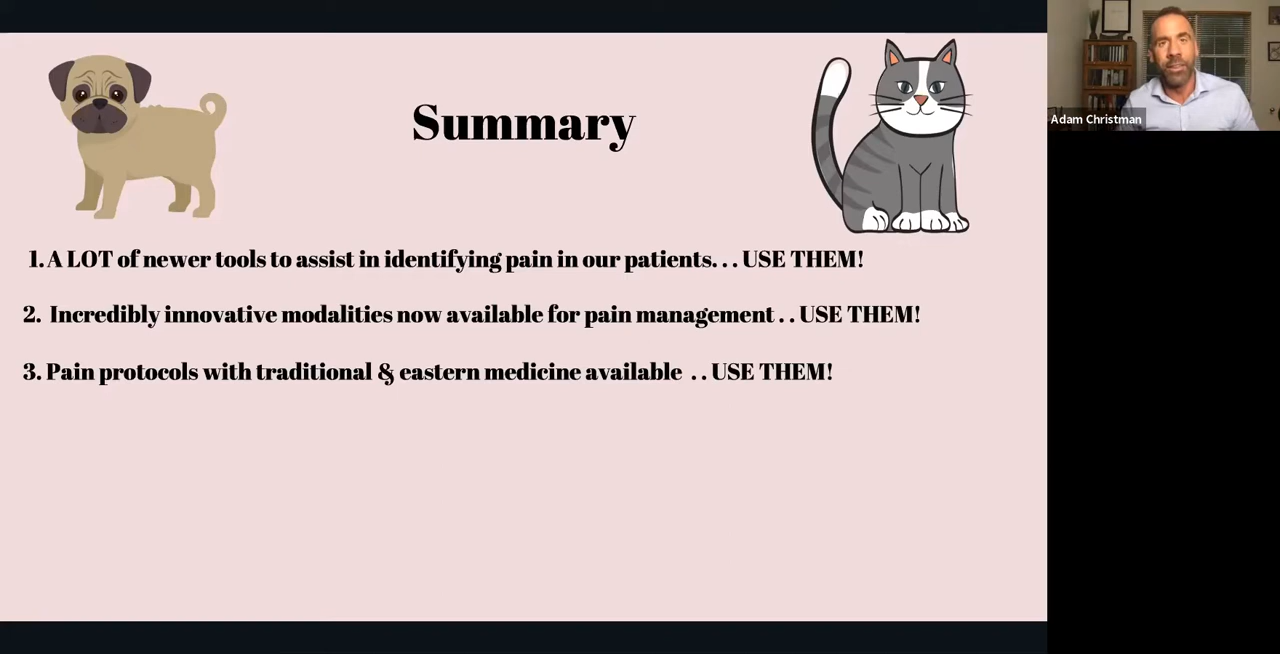 Summary
1. A LOT of newer tools to assist in identifying pain in our patients. . . USE THEM!
2. Incredibly innovative modalities now available for pain management . . USE THEM!
3. Pain protocols with traditional & eastern medicine available . . USE THEM!
Adam Christman